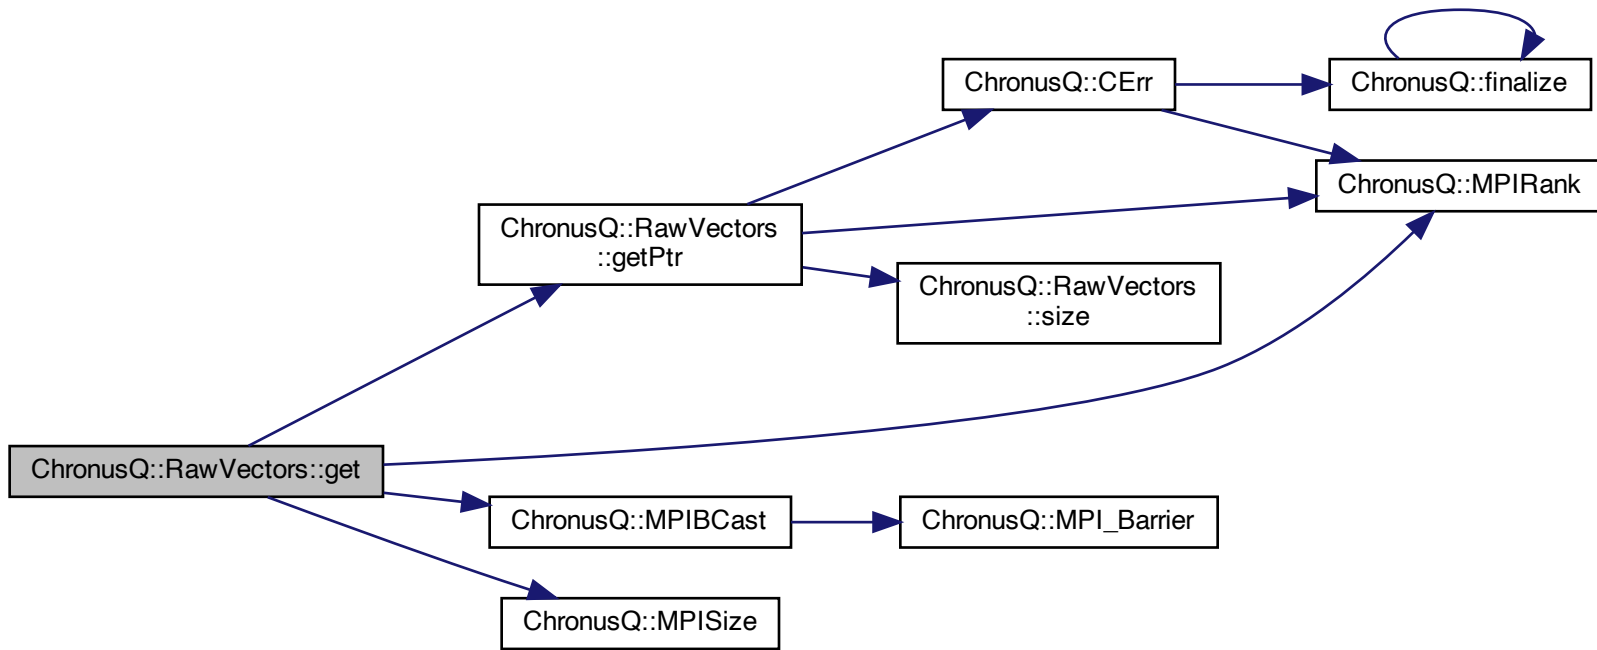 ChronusQ::CErr
ChronusQ::finalize
ChronusQ::MPIRank
ChronusQ::RawVectors
::getPtr
ChronusQ::RawVectors
::size
ChronusQ::RawVectors::get
ChronusQ::MPIBCast
ChronusQ::MPI_Barrier
ChronusQ::MPISize